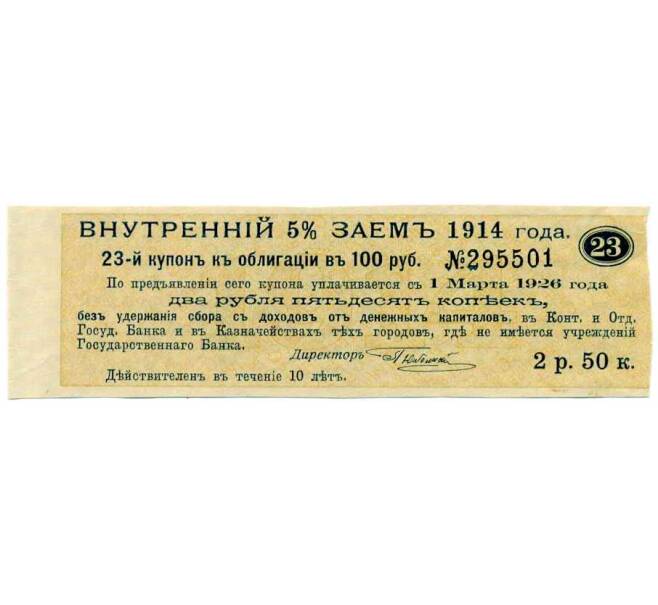 ВНУТРЕННІЙ 5% ЗАЕМЪ 1914 года. 23
23-й купонъ къ облигаціи въ 100 руб. №295501
По предъявленіи сего купона уплачивается съ 1 Марта 1926 года
два рубля пятьдесятъ копѣекъ,
безъ удержанія сбора съ доходовъ отъ денежныхъ капиталовъ, въ Конт. и Отд.
Госуд. Банка и въ Казначействахъ тѣхъ городовъ, гдѣ не имѣется учрежденій
Государственнаго Банка.
Директоръ
2 р. 50 к.
Дѣйствителенъ въ теченіе 10 лѣтъ.